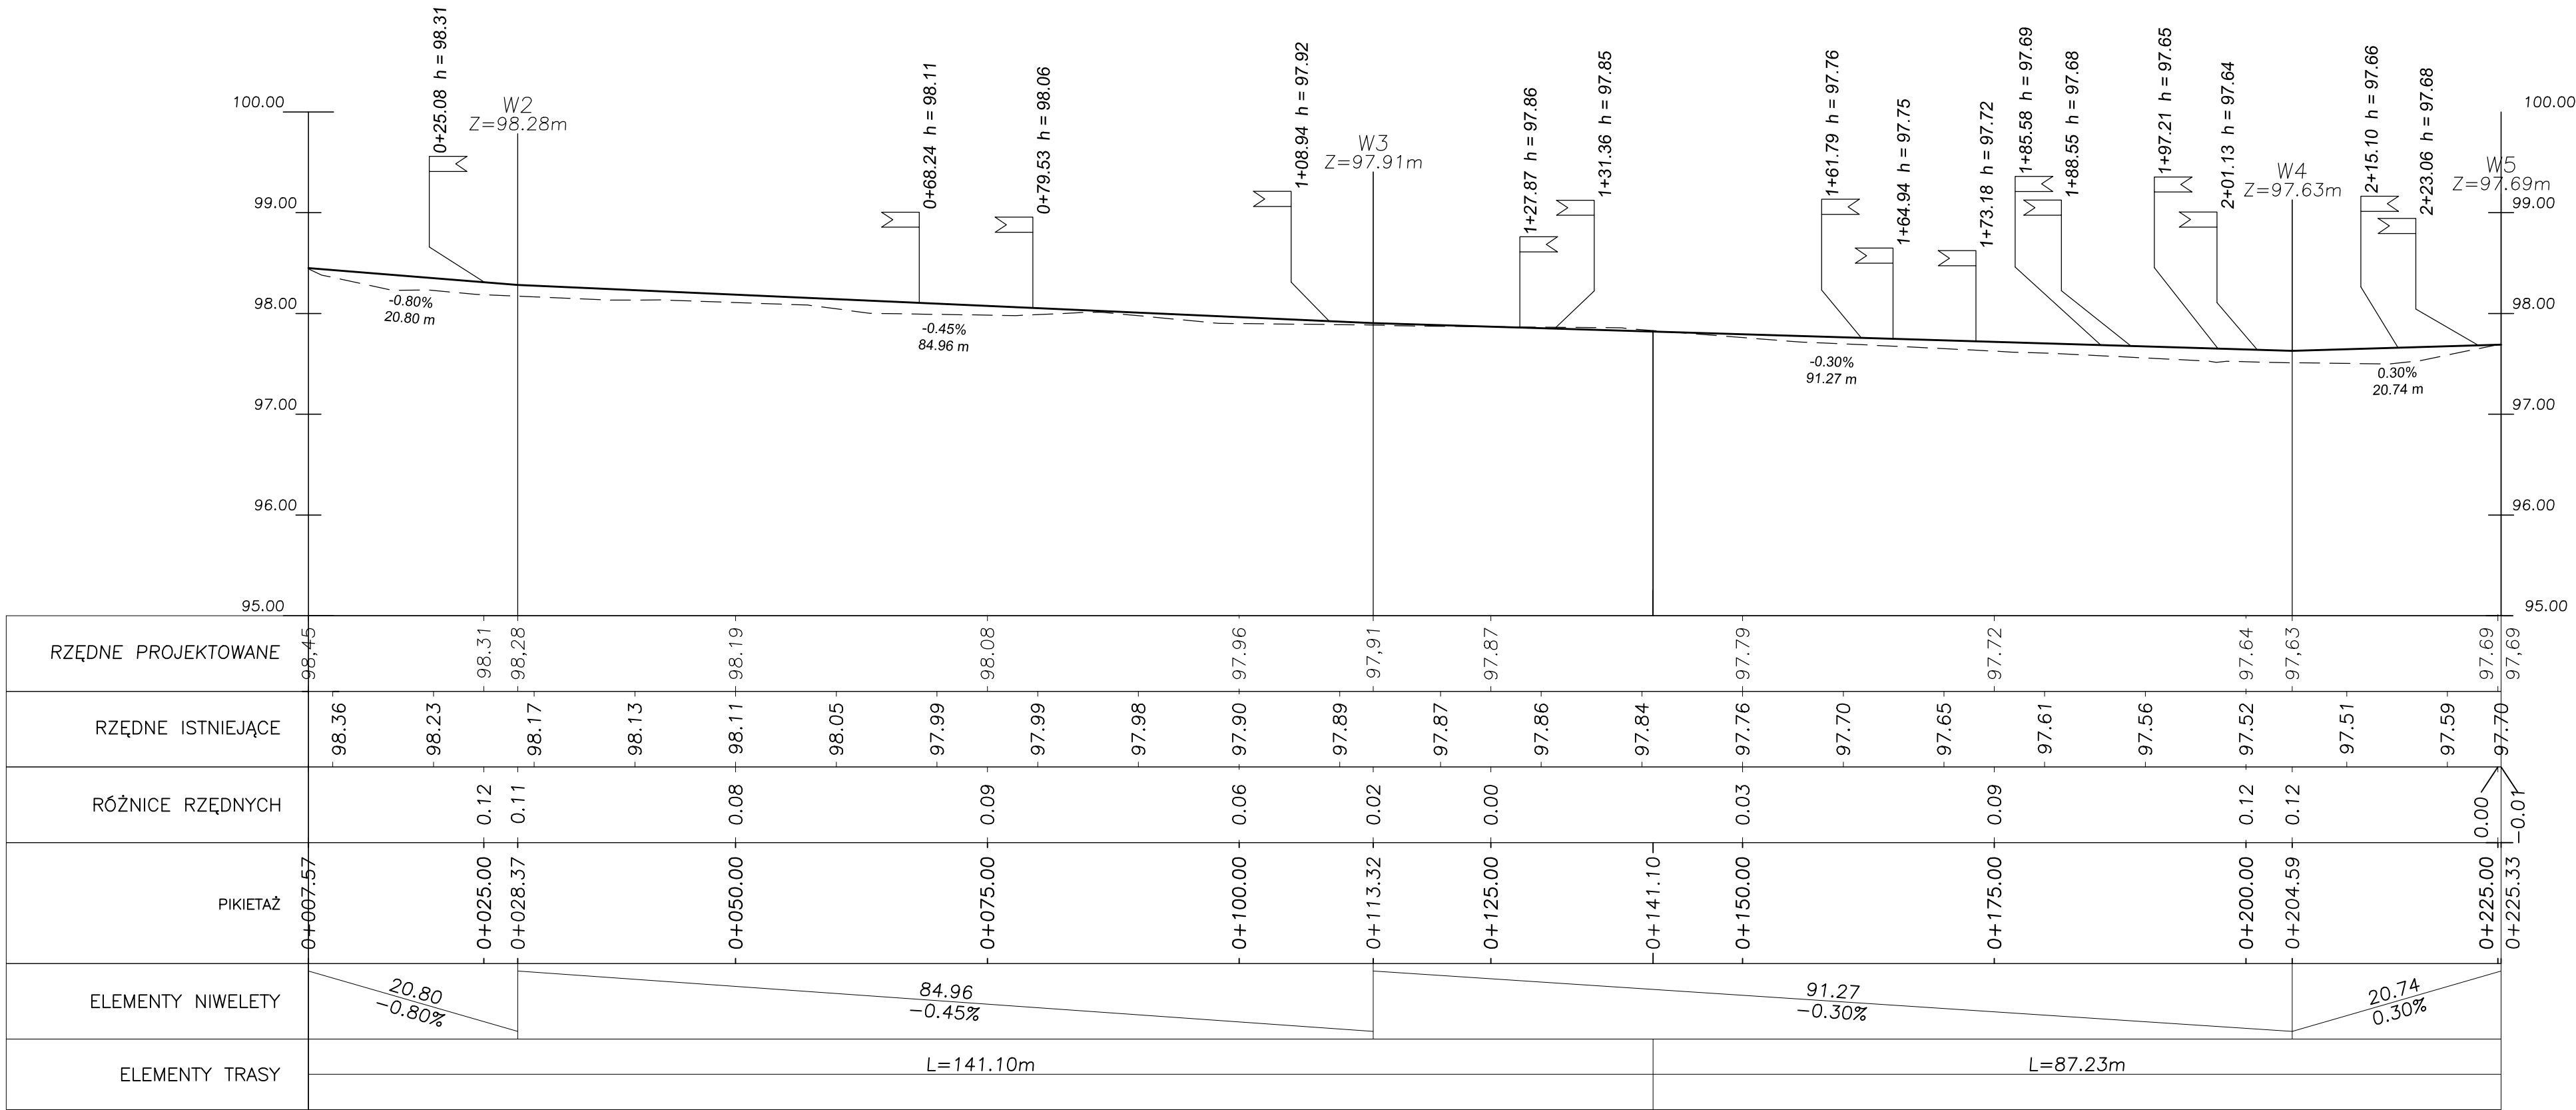 0+25.08 h = 98.31
0+68.24 h = 98.11
0+79.53 h = 98.06
1+08.94 h = 97.92
1+27.87 h = 97.86
1+31.36 h = 97.85
1+61.79 h = 97.76
1+64.94 h = 97.75
1+73.18 h = 97.72
1+85.58 h = 97.69
1+88.55 h = 97.68
1+97.21 h = 97.65
2+01.13 h = 97.64
2+15.10 h = 97.66
2+23.06 h = 97.68
W2
Z=98.28m
W3
Z=97.91m
W4
Z=97.63m
W5
Z=97.69m
100.00
99.00
98.00
97.00
96.00
95.00
100.00
99.00
98.00
97.00
96.00
95.00
-0.80%
20.80 m
-0.45%
84.96 m
-0.30%
91.27 m
0.30%
20.74 m
RZĘDNE PROJEKTOWANE
98,45 98.31 98,28 98.19 98.08 97.96 97,91 97.87 97.79 97.72 97.64 97,63 97.69 97,69
RZĘDNE ISTNIEJĄCE
98.36 98.23 98.17 98.13 98.11 98.05 97.99 97.99 97.98 97.90 97.89 97.87 97.86 97.84 97.76 97.70 97.65 97.61 97.56 97.52 97.51 97.59 97.70
RÓŻNICE RZĘDNYCH
0.12 0.11 0.08 0.09 0.06 0.02 0.00 0.03 0.09 0.12 0.12 0.00 -0.01
PIKIETAŻ
0+007.57 0+025.00 0+028.37 0+050.00 0+075.00 0+100.00 0+113.32 0+125.00 0+141.10 0+150.00 0+175.00 0+200.00 0+204.59 0+225.00 0+225.33
ELEMENTY NIWELETY
20.80
-0.80%
84.96
-0.45%
91.27
-0.30%
20.74
0.30%
ELEMENTY TRASY
L=141.10m
L=87.23m